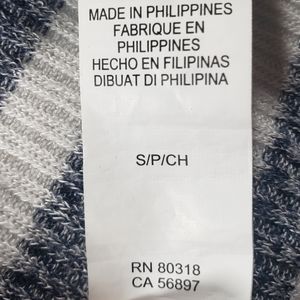 MADE IN PHILIPPINES
FABRIQUE EN
PHILIPPINES
HECHO EN FILIPINAS
DIBUAT DI PHILIPINA
S/P/CH
RN 80318
CA 56897